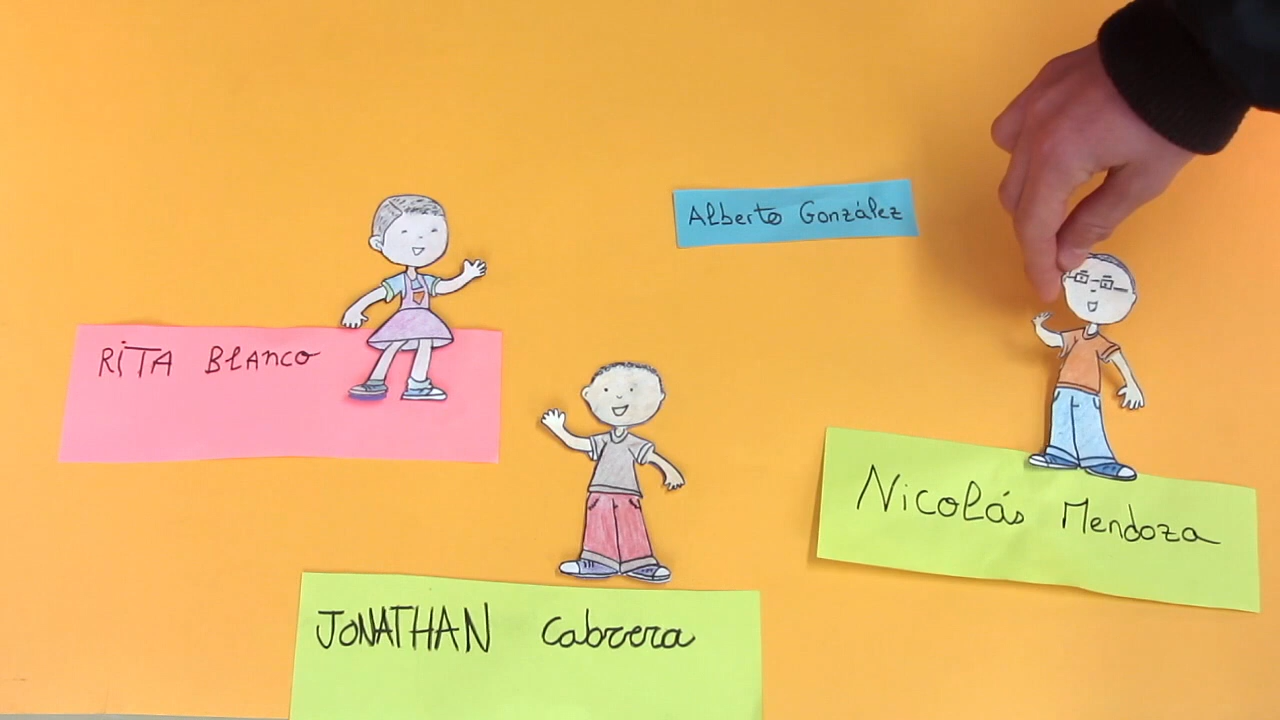 Alberto González
RiTA BlAnco
Nicolás Mendoza
JoNATHAN Cabrera